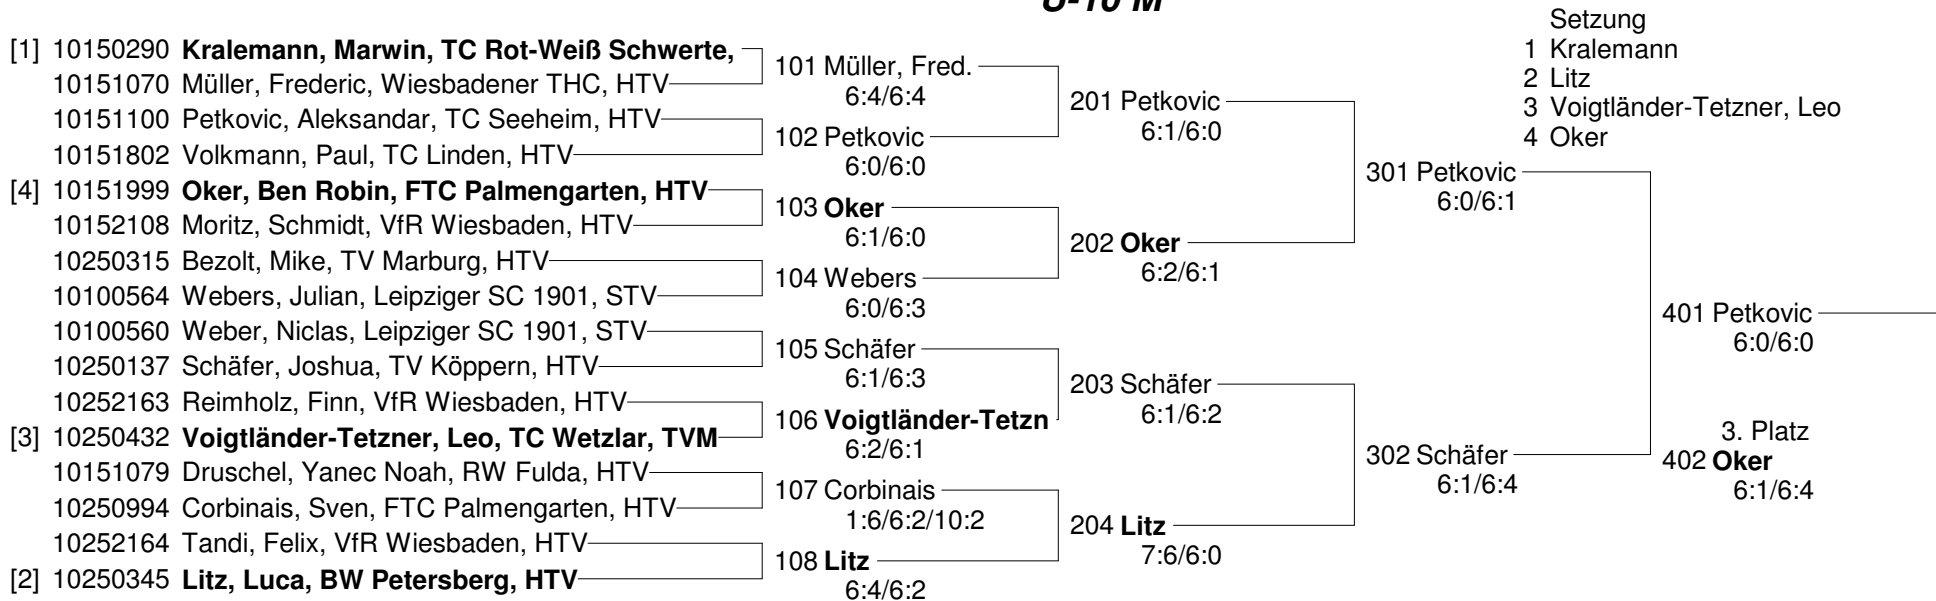 U-10 M
Setzung
1 Kralemann
2 Litz
3 Voigtländer-Tetzner, Leo
4 Oker
[1] 10150290 Kralemann, Marwin, TC Rot-Weiß Schwerte,
10151070 Müller, Frederic, Wiesbadener THC, HTV
10151100 Petkovic, Aleksandar, TC Seeheim, HTV
10151802 Volkmann, Paul, TC Linden, HTV
[4] 10151999 Oker, Ben Robin, FTC Palmengarten, HTV
10152108 Moritz, Schmidt, VfR Wiesbaden, HTV
10250315 Bezolt, Mike, TV Marburg, HTV
10100564 Webers, Julian, Leipziger SC 1901, STV
10100560 Weber, Niclas, Leipziger SC 1901, STV
10250137 Schäfer, Joshua, TV Köppern, HTV
10252163 Reimholz, Finn, VfR Wiesbaden, HTV
[3] 10250432 Voigtländer-Tetzner, Leo, TC Wetzlar, TVM
10151079 Druschel, Yanec Noah, RW Fulda, HTV
10250994 Corbinais, Sven, FTC Palmengarten, HTV
10252164 Tandi, Felix, VfR Wiesbaden, HTV
[2] 10250345 Litz, Luca, BW Petersberg, HTV
101 Müller, Fred.
6:4/6:4
102 Petkovic
6:0/6:0
103 Oker
6:1/6:0
104 Webers
6:0/6:3
105 Schäfer
6:1/6:3
106 Voigtländer-Tetzn
6:2/6:1
107 Corbinais
1:6/6:2/10:2
108 Litz
6:4/6:2
201 Petkovic
6:1/6:0
202 Oker
6:2/6:1
203 Schäfer
6:1/6:2
204 Litz
7:6/6:0
301 Petkovic
6:0/6:1
302 Schäfer
6:1/6:4
401 Petkovic
6:0/6:0
3. Platz
402 Oker
6:1/6:4